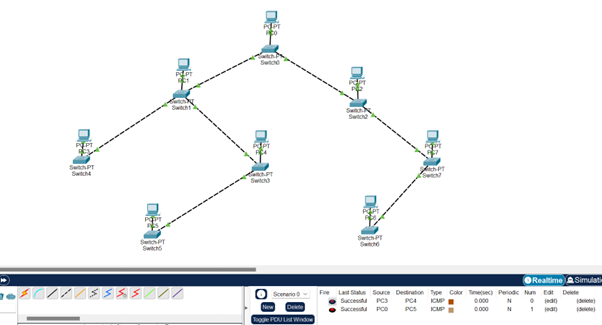 PC-PT
PC0
Switch-PT
Switch0
PC-PT
PC1
Switch-PT
Switch1
PC-PT
PC2
Switch-PT
Switch2
PC-PT
PC3
Switch-PT
Switch4
PC-PT
PC4
Switch-PT
Switch3
PC-PT
PC7
Switch-PT
Switch7
PC-PT
PC5
Switch-PT
Switch5
PC-PT
PC6
Switch-PT
Switch6
Realtime Simulati
Scenario 0
New Delete
Toggle PDU List Window
Fire Last Status Source Destination Type Color Time(sec) Periodic Num Edit Delete
Successful PC3 PC4 ICMP 0.000 N 0 (edit) (delete)
Successful PC0 PC5 ICMP 0.000 N 1 (edit) (delete)